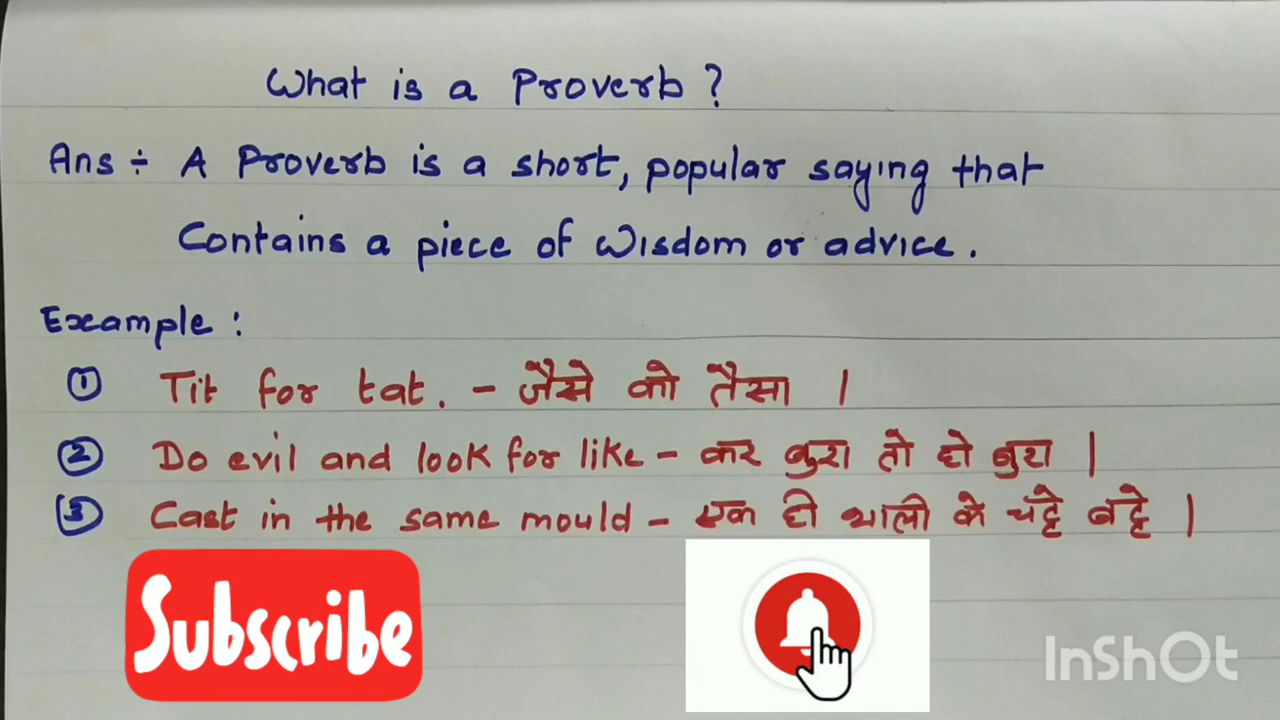 What is a Proverb ?
Ans ÷ A Proverb is a short, popular saying that
Contains a piece of wisdom or advice.
Example :
① Tit for tat. - जैसे को तैसा ।
② Do evil and look for like - कर बुरा तो हो बुरा ।
③ Cast in the same mould - एक ही थाली के चट्टे बट्टे ।
Subscribe
InShOt